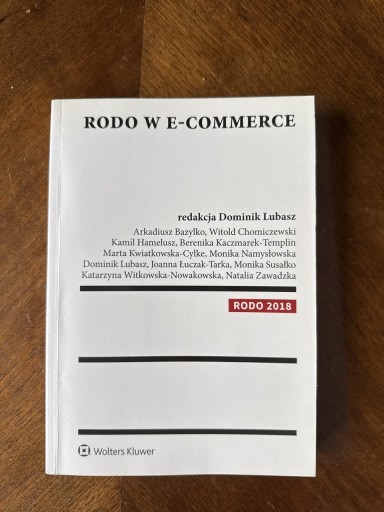 RODO W E-COMMERCE
redakcja Dominik Lubasz
Arkadiusz Bazyłko, Witold Chomiczewski
Kamil Hamelusz, Berenika Kaczmarek-Templin
Marta Kwiatkowska-Cylke, Monika Namysłowska
Dominik Lubasz, Joanna Łuczak-Tarka, Monika Susałko
Katarzyna Witkowska-Nowakowska, Natalia Zawadzka
RODO 2018
Wolters Kluwer